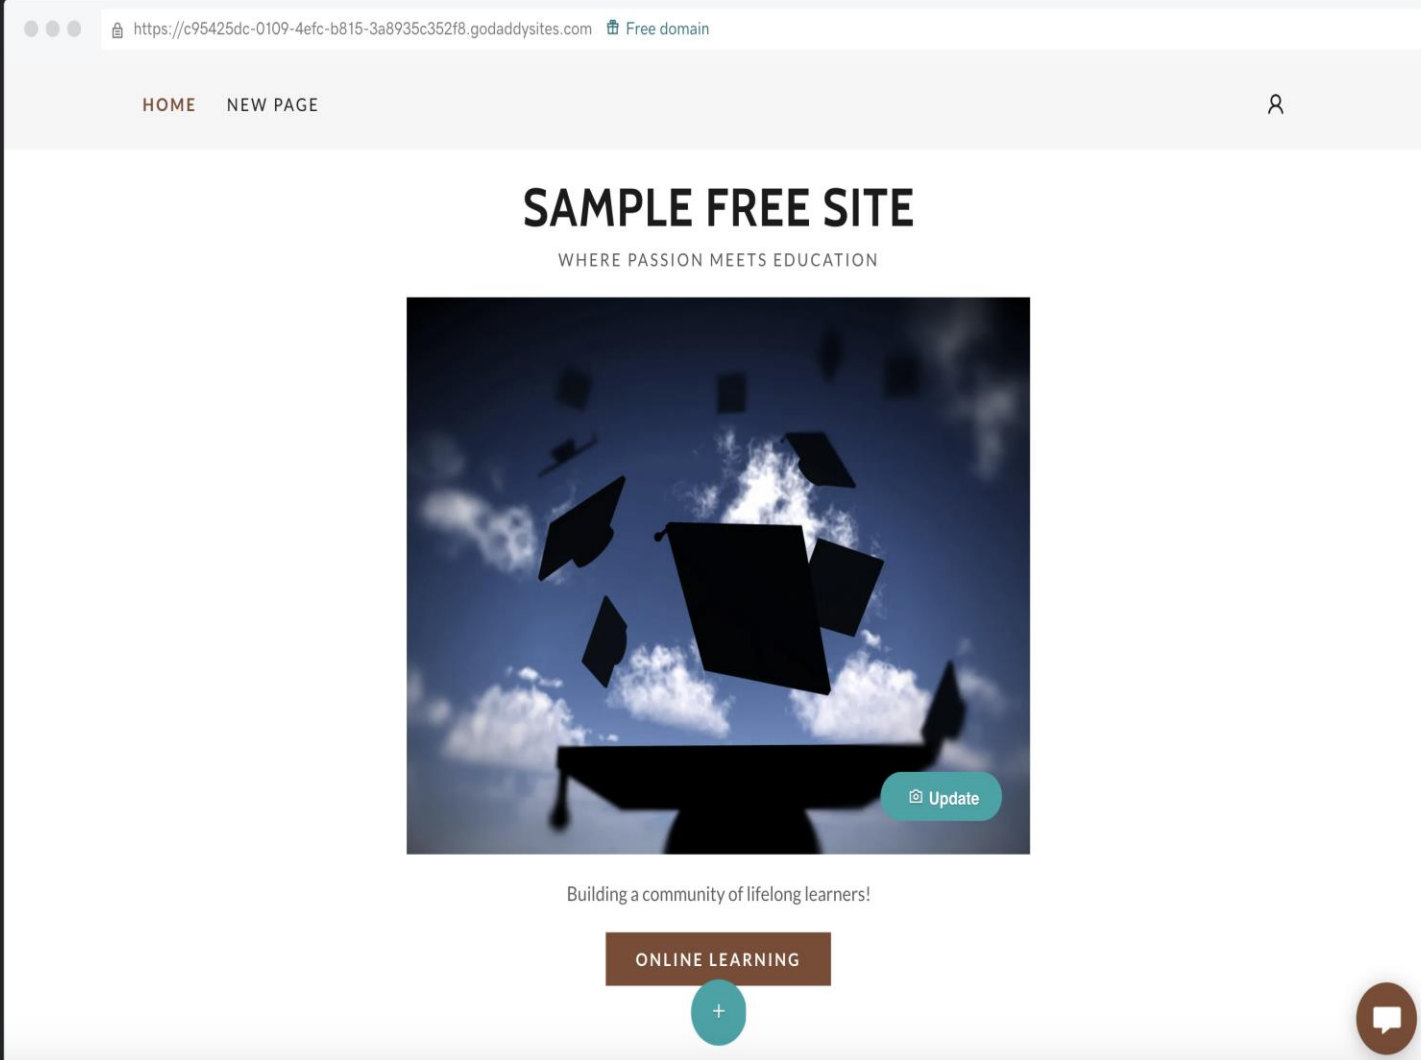 https://c95425dc-0109-4efc-b815-3a8935c352f8.godaddysites.com Free domain
HOME NEW PAGE
SAMPLE FREE SITE
WHERE PASSION MEETS EDUCATION
Update
Building a community of lifelong learners!
ONLINE LEARNING
+